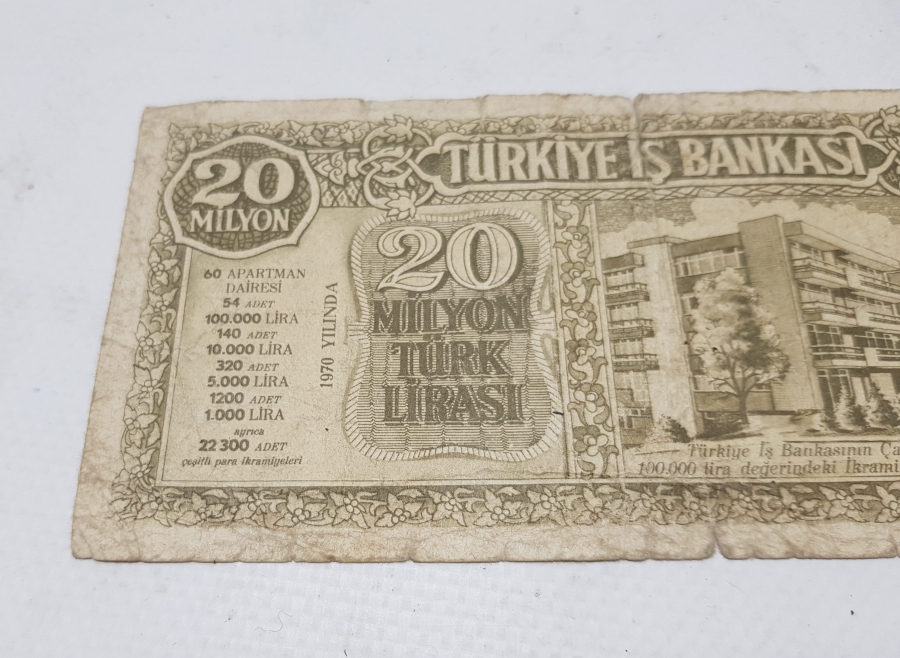 20
MİLYON
TÜRKİYE İŞ BANKASI
60 APARTMAN
DAİRESİ
54 ADET
100.000 LİRA
140 ADET
10.000 LİRA
320 ADET
5.000 LİRA
1200 ADET
1.000 LİRA
ayrıca
22300 ADET
çeşitli para ikramiyeleri
1970 YILINDA
20
MİLYON
TÜRK
LİRASI
Türkiye İş Bankasının Ça
100.000 lira değerindeki İkrami